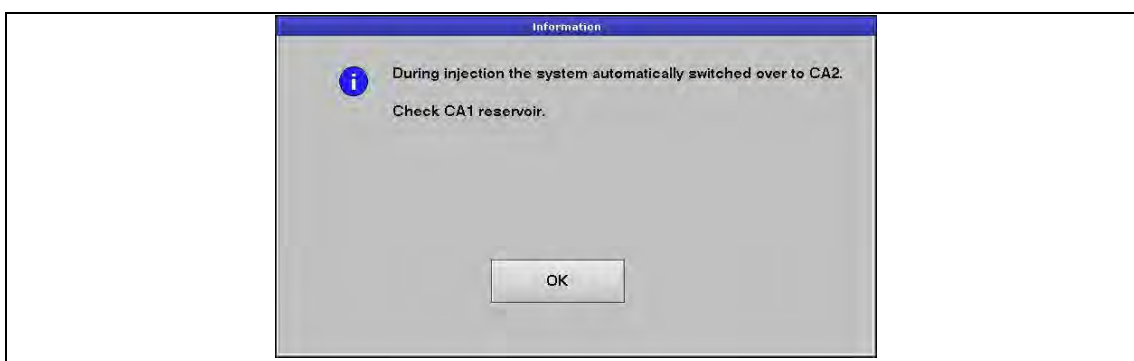 Information
During injection the system automatically switched over to CA2.
Check CA1 reservoir.
OK